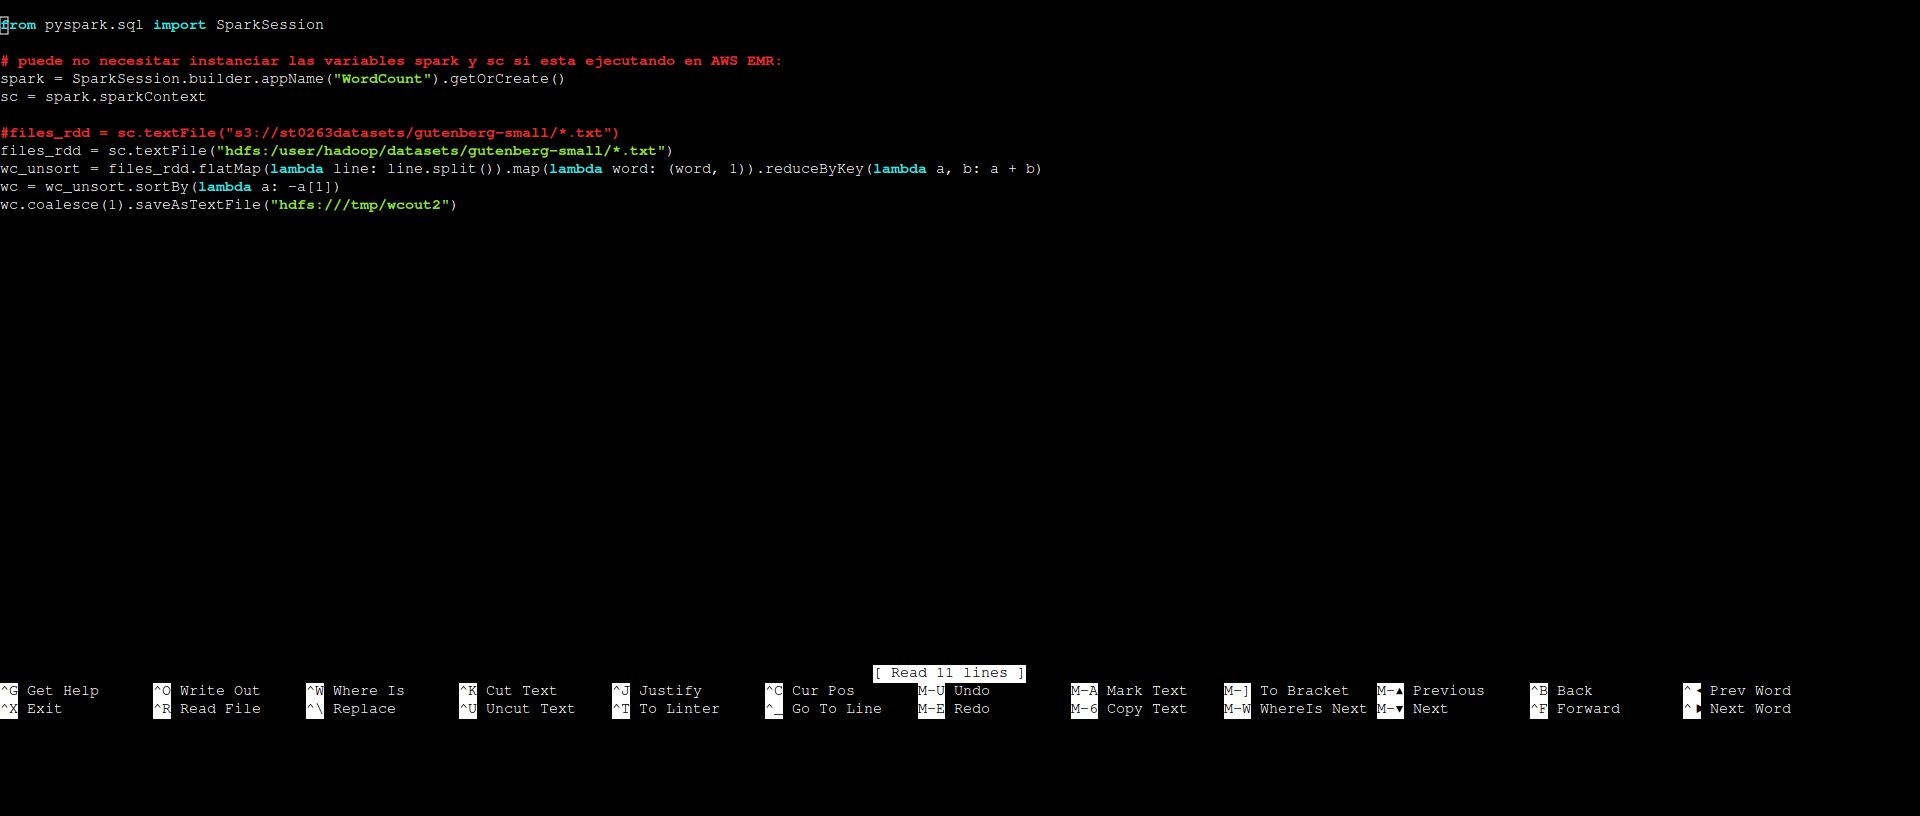 from pyspark.sql import SparkSession
# puede no necesitar instanciar las variables spark y sc si esta ejecutando en AWS EMR:
spark = SparkSession.builder.appName("WordCount").getOrCreate()
sc = spark.sparkContext
#files_rdd = sc.textFile("s3://st0263datasets/gutenberg-small/*.txt")
files_rdd = sc.textFile("hdfs:/user/hadoop/datasets/gutenberg-small/*.txt")
wc_unsort = files_rdd.flatMap(lambda line: line.split()).map(lambda word: (word, 1)).reduceByKey(lambda a, b: a + b)
wc = wc_unsort.sortBy(lambda a: -a[1])
wc.coalesce(1).saveAsTextFile("hdfs:///tmp/wcout2")
[ Read 11 lines ]
^G Get Help ^O Write Out ^W Where Is ^K Cut Text ^J Justify ^C Cur Pos M-U Undo M-A Mark Text M-] To Bracket M-▲ Previous ^B Back ^◀ Prev Word
^X Exit ^R Read File ^\ Replace ^U Uncut Text ^T To Linter ^_ Go To Line M-E Redo M-6 Copy Text M-W WhereIs Next M-▼ Next ^F Forward ^▶ Next Word